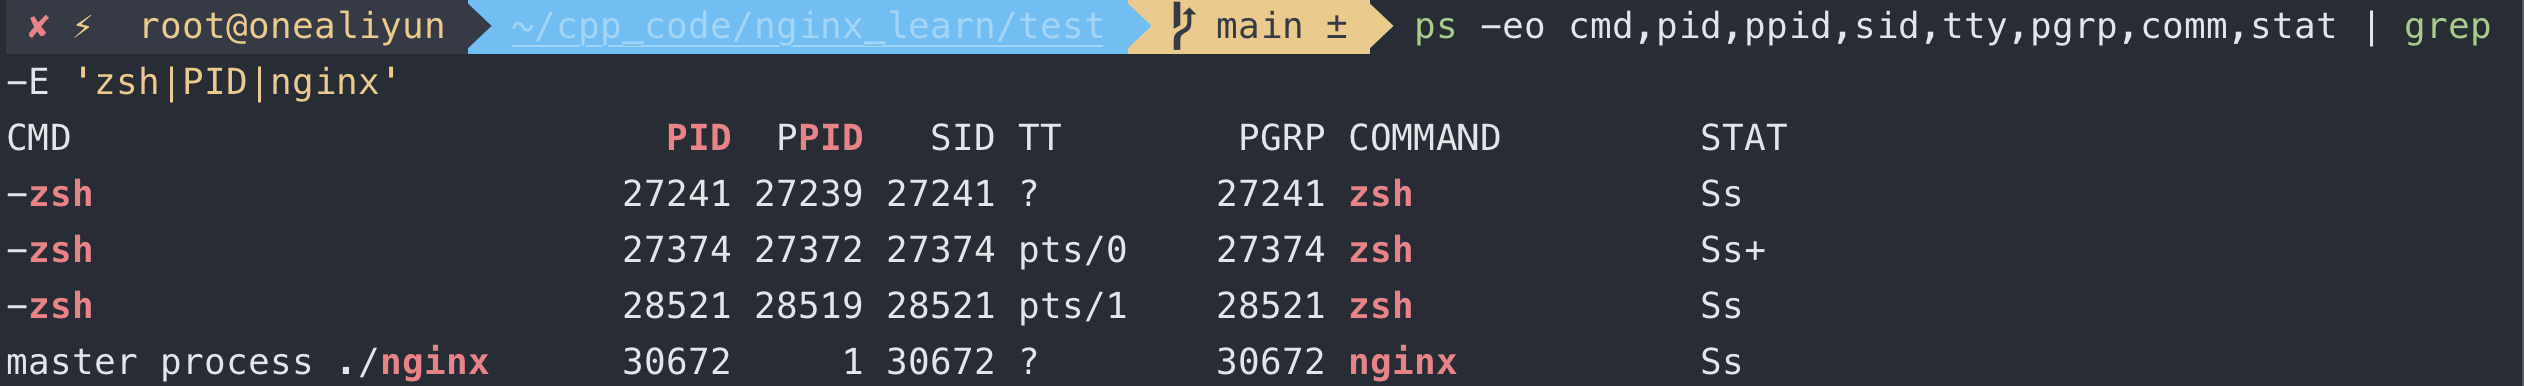 ✘ ⚡ root@onealiyun ~/cpp_code/nginx_learn/test main ± ps -eo cmd,pid,ppid,sid,tty,pgrp,comm,stat | grep
-E 'zsh|PID|nginx'
CMD PID PPID SID TT PGRP COMMAND STAT
-zsh 27241 27239 27241 ? 27241 zsh Ss
-zsh 27374 27372 27374 pts/0 27374 zsh Ss+
-zsh 28521 28519 28521 pts/1 28521 zsh Ss
master process ./nginx 30672 1 30672 ? 30672 nginx Ss